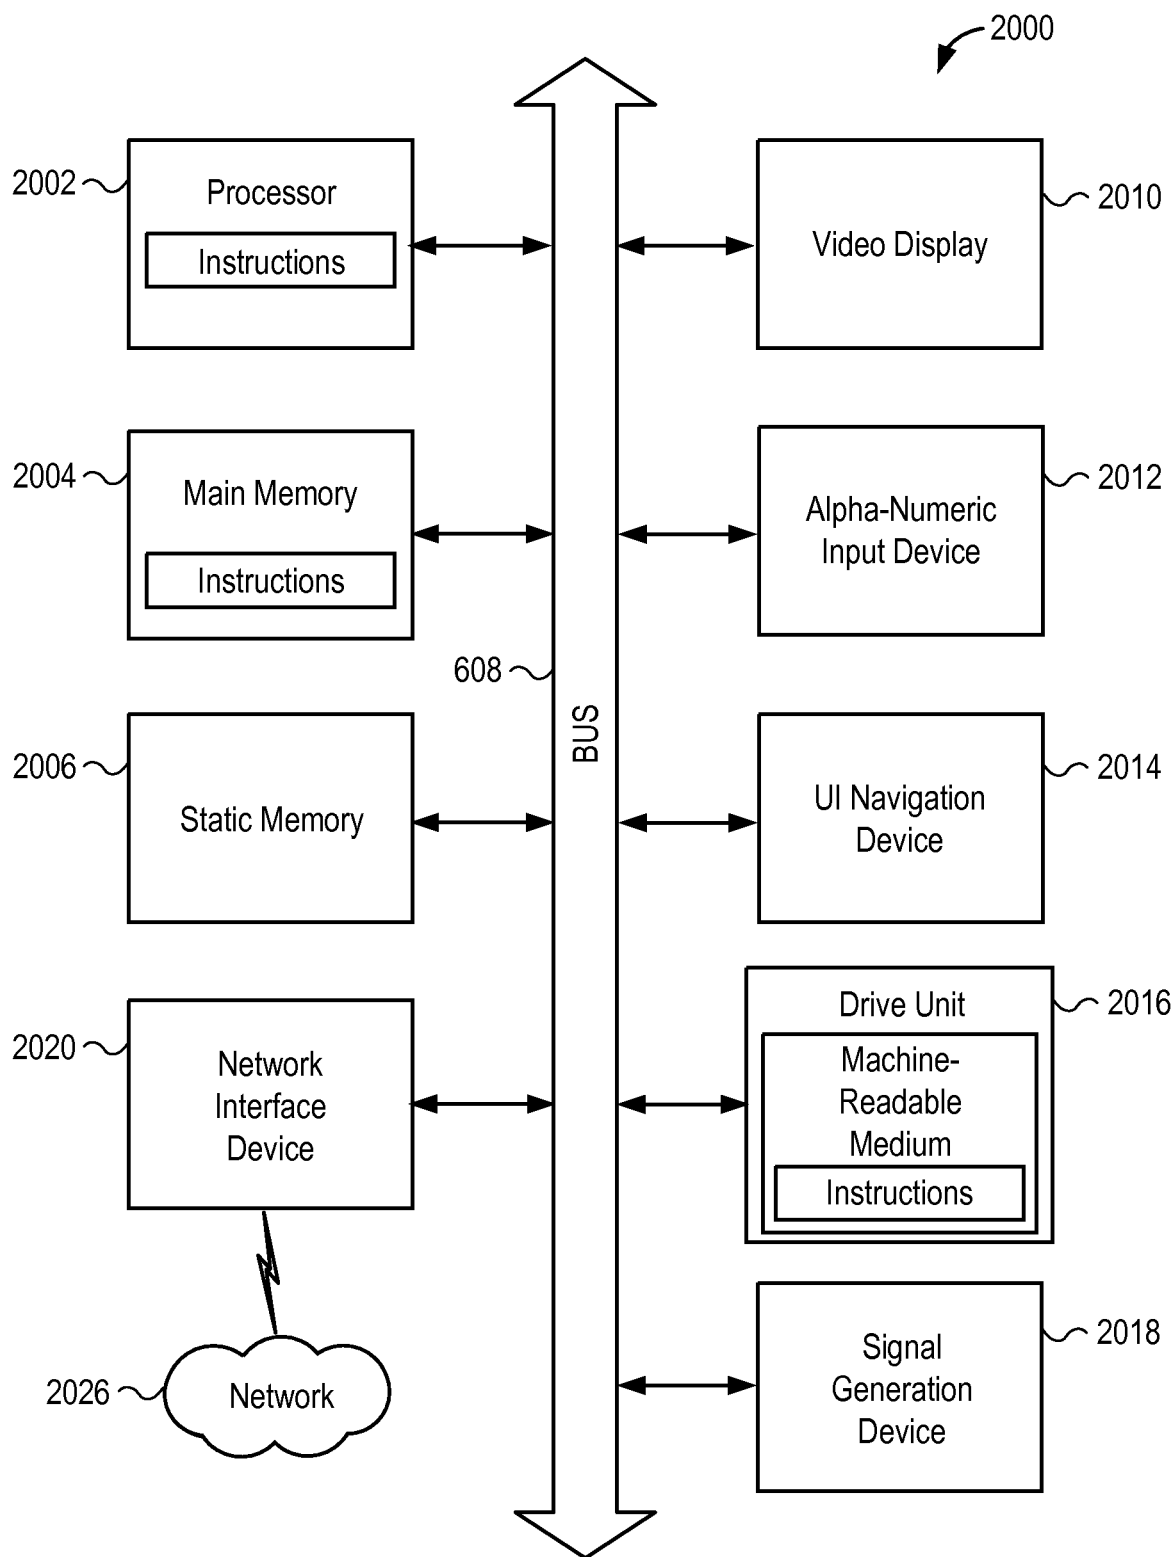 2000
2002
Processor
Instructions
2010
Video Display
2004
Main Memory
Instructions
2012
Alpha-Numeric
Input Device
608
BUS
2006
Static Memory
2014
UI Navigation
Device
2020
Network
Interface
Device
2016
Drive Unit
Machine-
Readable
Medium
Instructions
2026
Network
2018
Signal
Generation
Device